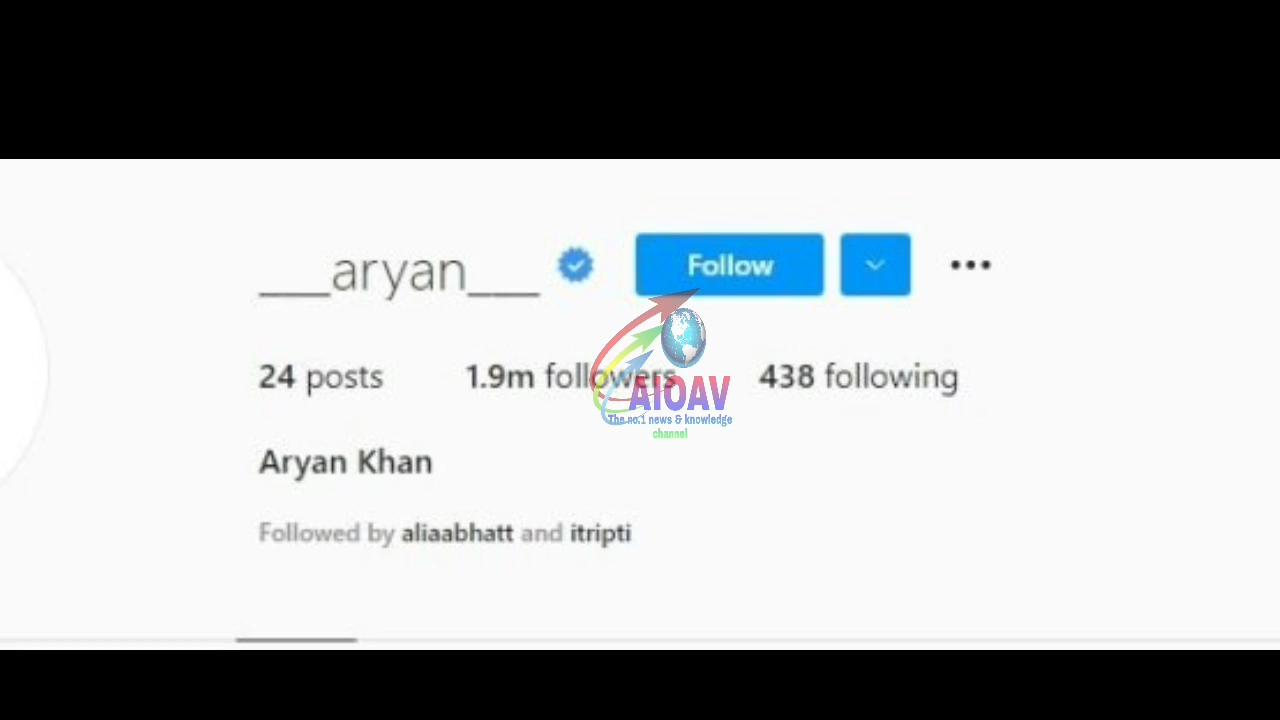 ___aryan___ Follow
24 posts 1.9m followers 438 following
AIOAV
The no.1 news & knowledge
channel
Aryan Khan
Followed by aliaabhatt and itripti